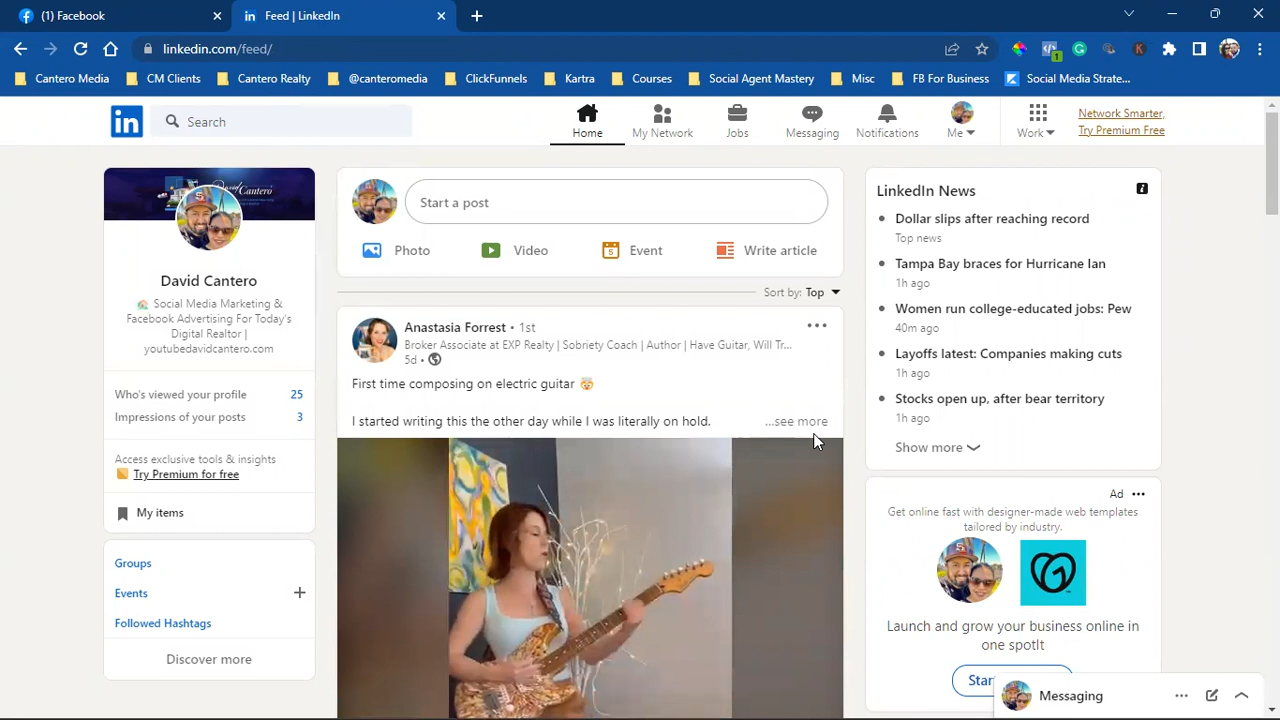 (1) Facebook
Feed | LinkedIn
linkedin.com/feed/
1
Cantero Media
CM Clients
Cantero Realty
@canteromedia
ClickFunnels
Kartra
Courses
Social Agent Mastery
Misc
FB For Business
Social Media Strate...
in
Search
Home
My Network
Jobs
Messaging
Notifications
Me
Work
Network Smarter,
Try Premium Free
David Cantero
David Cantero
Social Media Marketing &
Facebook Advertising For Today's
Digital Realtor |
youtubedavidcantero.com
Who's viewed your profile 25
Impressions of your posts 3
Access exclusive tools & insights
Try Premium for free
My items
Groups
Events
Followed Hashtags
Discover more
Start a post
Photo
Video
Event
Write article
Sort by: Top
Anastasia Forrest • 1st
Broker Associate at EXP Realty | Sobriety Coach | Author | Have Guitar, Will Tr...
5d •
First time composing on electric guitar 🤯
I started writing this the other day while I was literally on hold.
...see more
LinkedIn News
Dollar slips after reaching record
Top news
Tampa Bay braces for Hurricane Ian
1h ago
Women run college-educated jobs: Pew
40m ago
Layoffs latest: Companies making cuts
1h ago
Stocks open up, after bear territory
1h ago
Show more
Ad
Get online fast with designer-made web templates
tailored by industry.
Launch and grow your business online in
one spotIt
Messaging